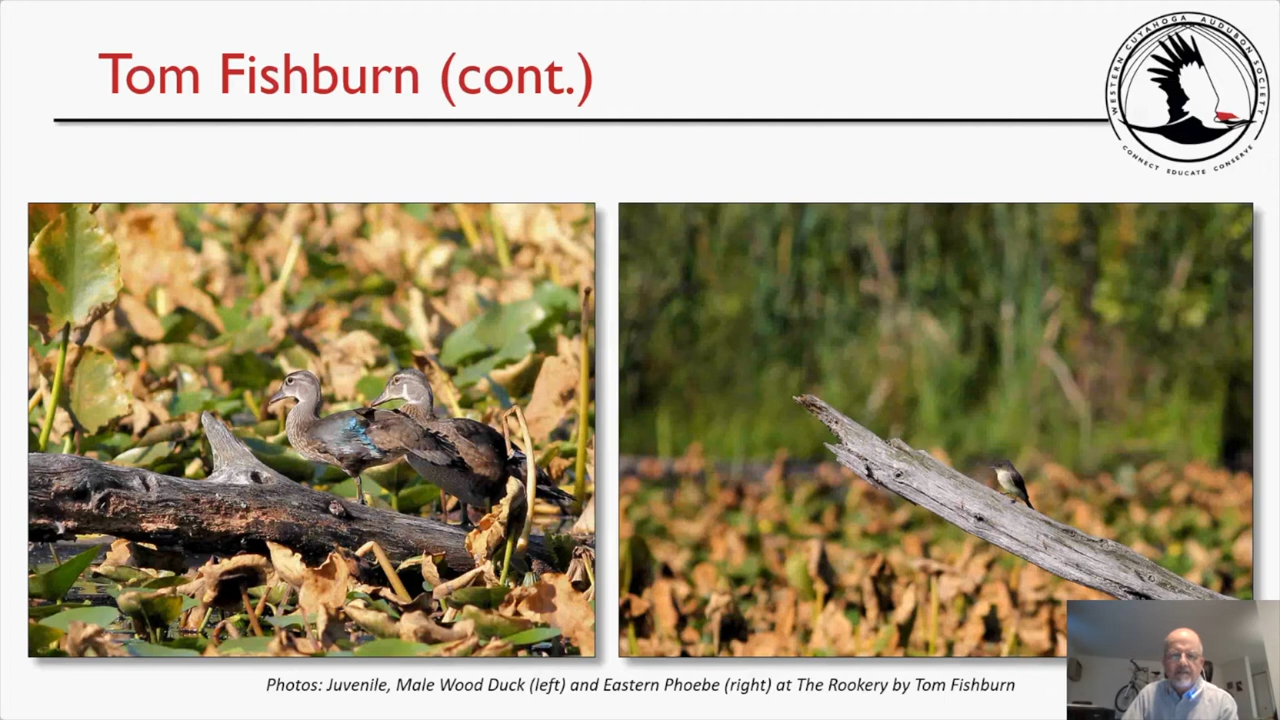 Tom Fishburn (cont.)
WESTERN CUYAHOGA AUDUBON SOCIETY
CONNECT EDUCATE CONSERVE
Photos: Juvenile, Male Wood Duck (left) and Eastern Phoebe (right) at The Rookery by Tom Fishburn